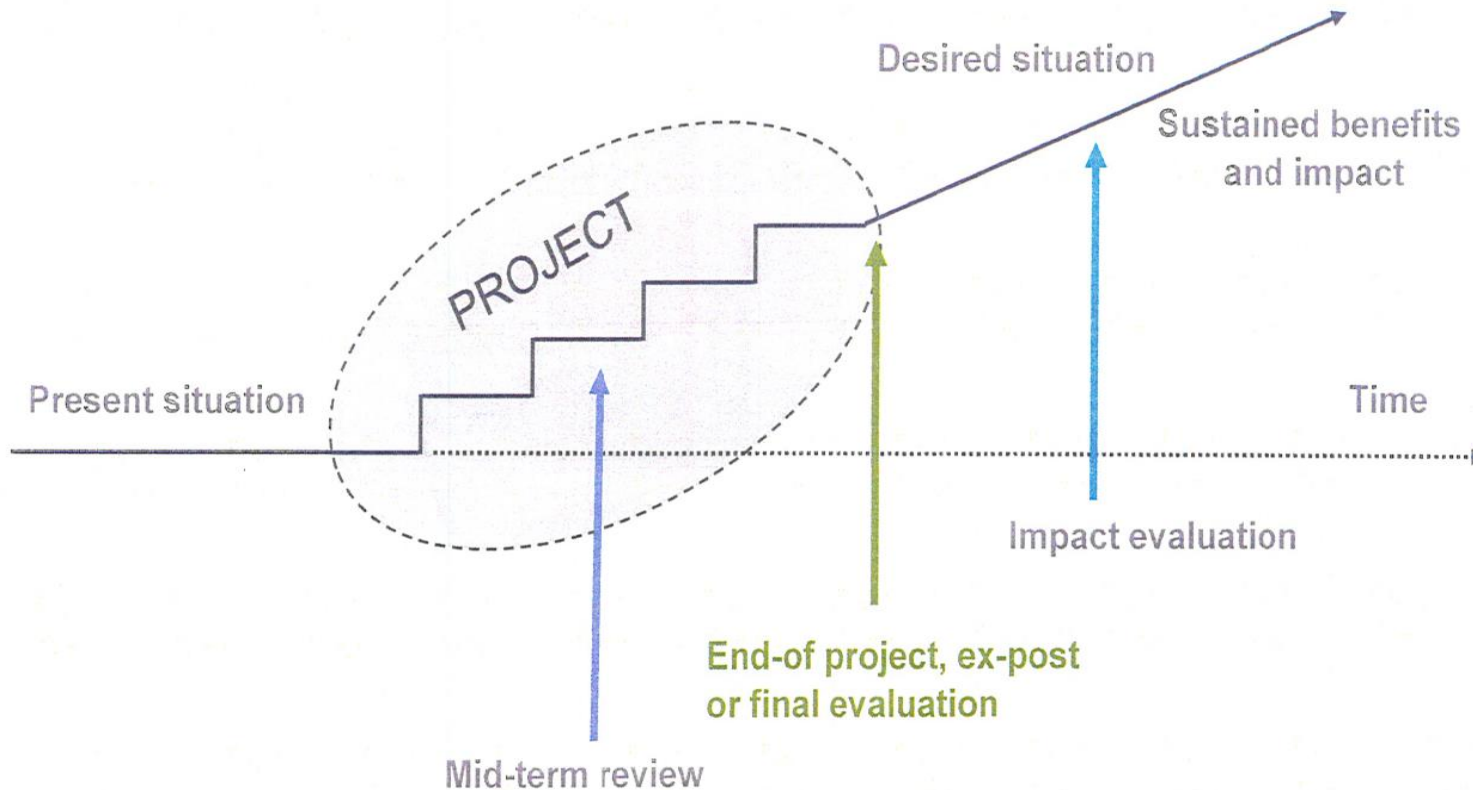 Desired situation
Sustained benefits
and impact
PROJECT
Present situation
Time
Impact evaluation
End-of project, ex-post
or final evaluation
Mid-term review